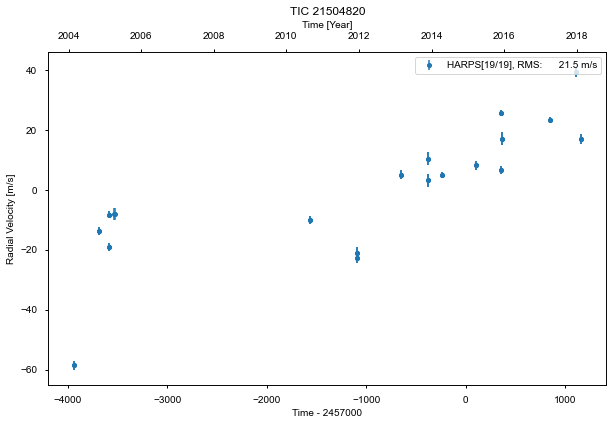 TIC 21504820
Time [Year]
2004 2006 2008 2010 2012 2014 2016 2018
HARPS[19/19], RMS: 21.5 m/s
40
20
0
−20
−40
−60
Radial Velocity [m/s]
−4000 −3000 −2000 −1000 0 1000
Time - 2457000